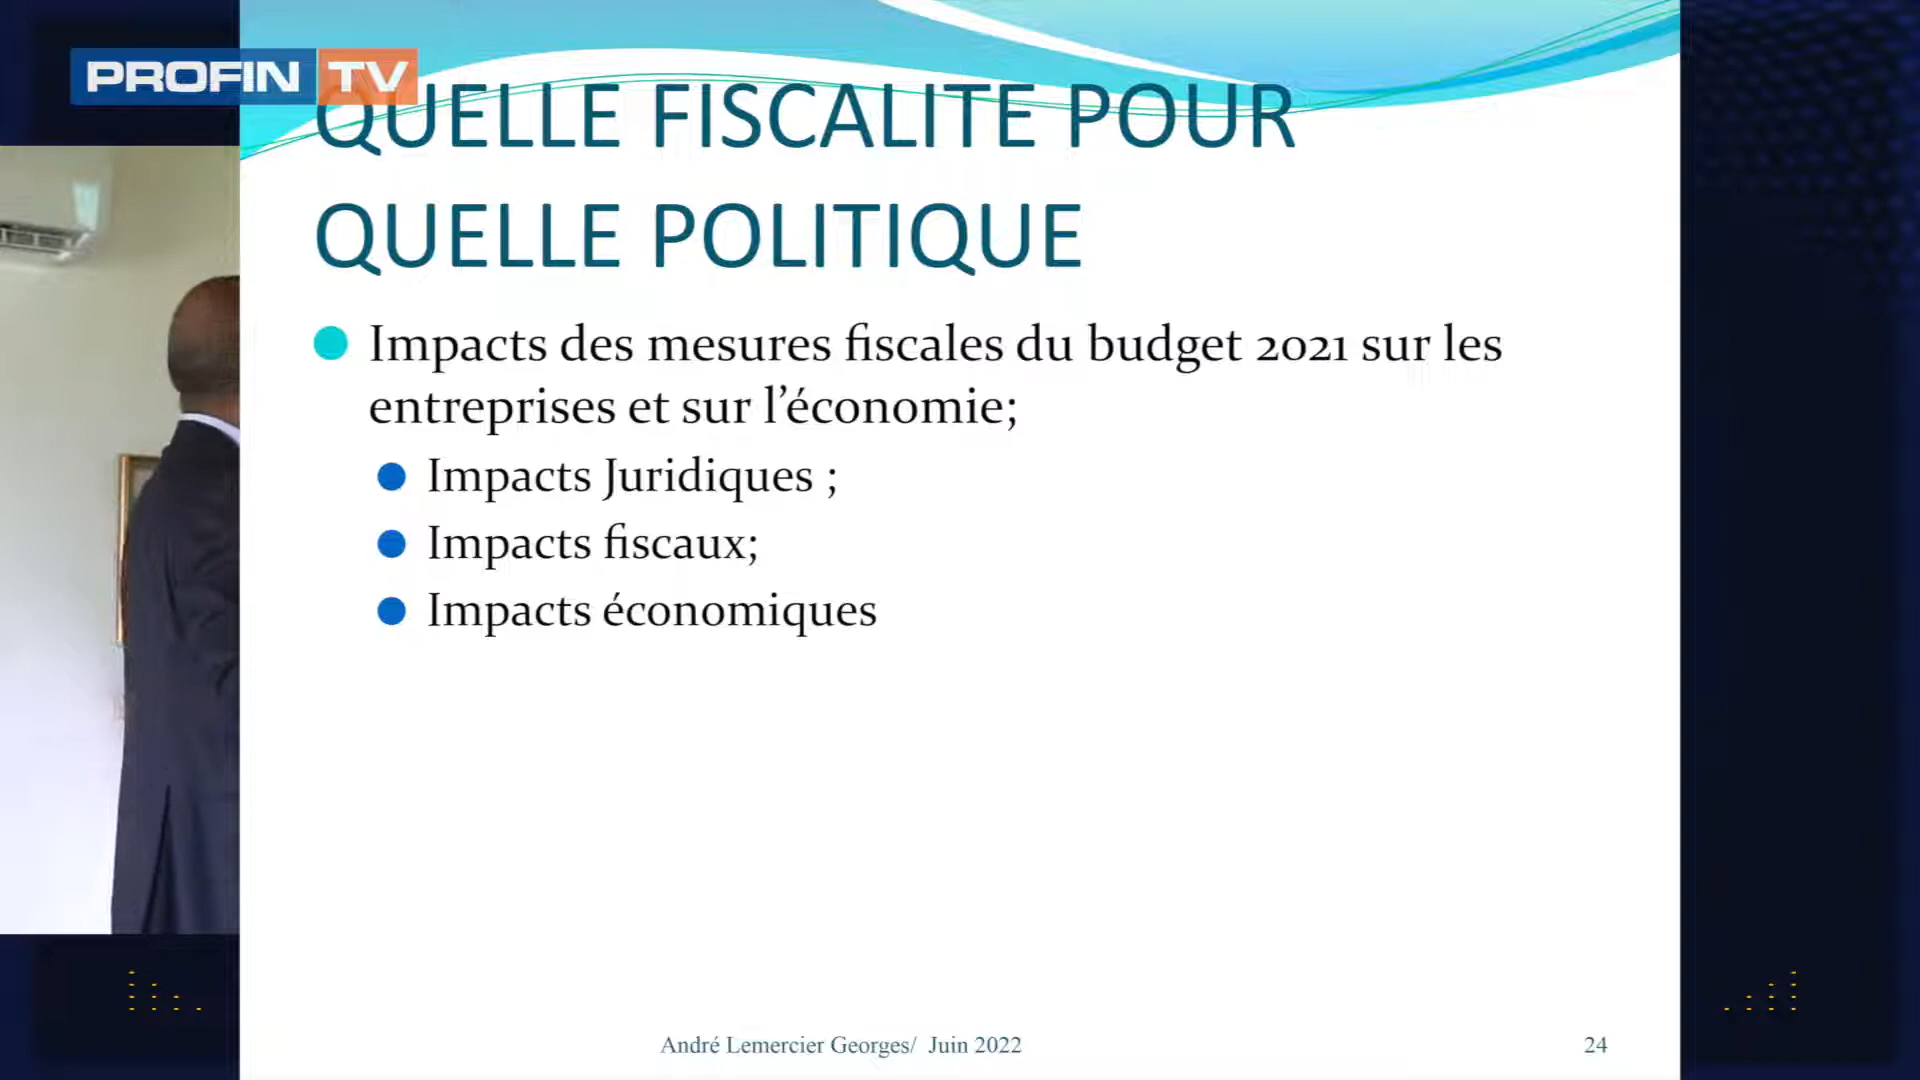 PROFIN TV
QUELLE FISCALITE POUR
QUELLE POLITIQUE
Impacts des mesures fiscales du budget 2021 sur les
entreprises et sur l’économie;
Impacts Juridiques ;
Impacts fiscaux;
Impacts économiques
André Lemercier Georges/ Juin 2022
24